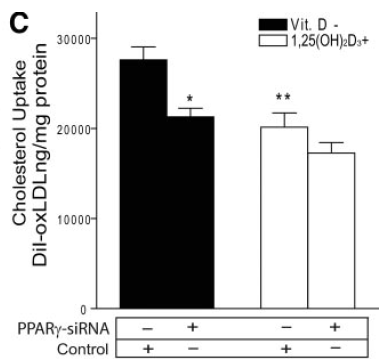 C
Vit. D -
1,25(OH)₂D₃+
Cholesterol Uptake
DiI-oxLDLng/mg protein
30000
20000
10000
0
*
**
PPARγ-siRNA − + − +
Control + − + −